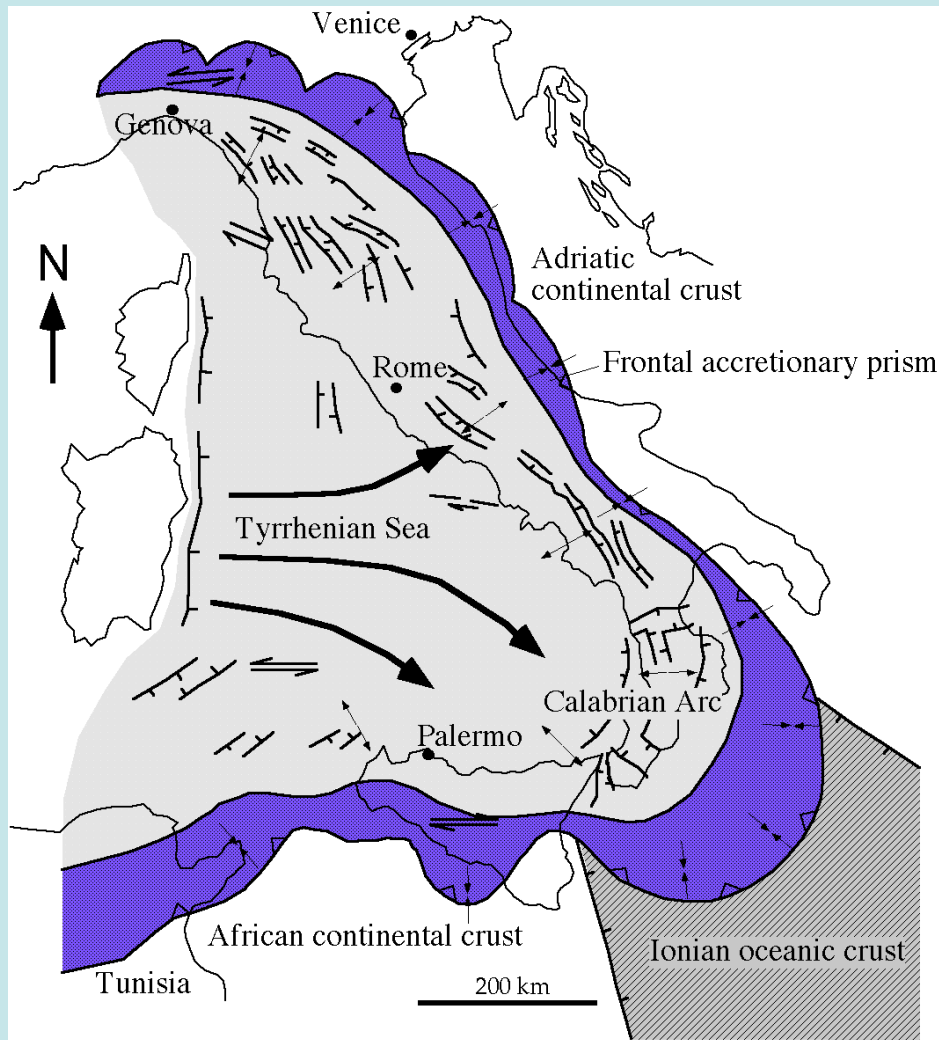 Venice
Genova
N
Adriatic
continental crust
Frontal accretionary prism
Rome
Tyrrhenian Sea
Calabrian Arc
Palermo
African continental crust
Ionian oceanic crust
Tunisia
200 km